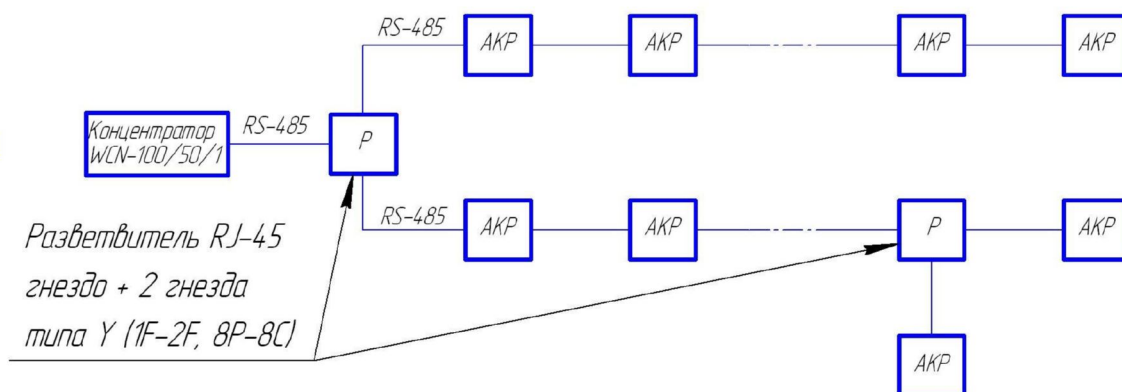 RS-485
АКР
АКР
АКР
АКР
Концентратор
WCN-100/50/1
RS-485
Р
RS-485
АКР
АКР
Р
АКР
Разветвитель RJ-45
гнездо + 2 гнезда
типа Y (1F-2F, 8P-8C)
АКР